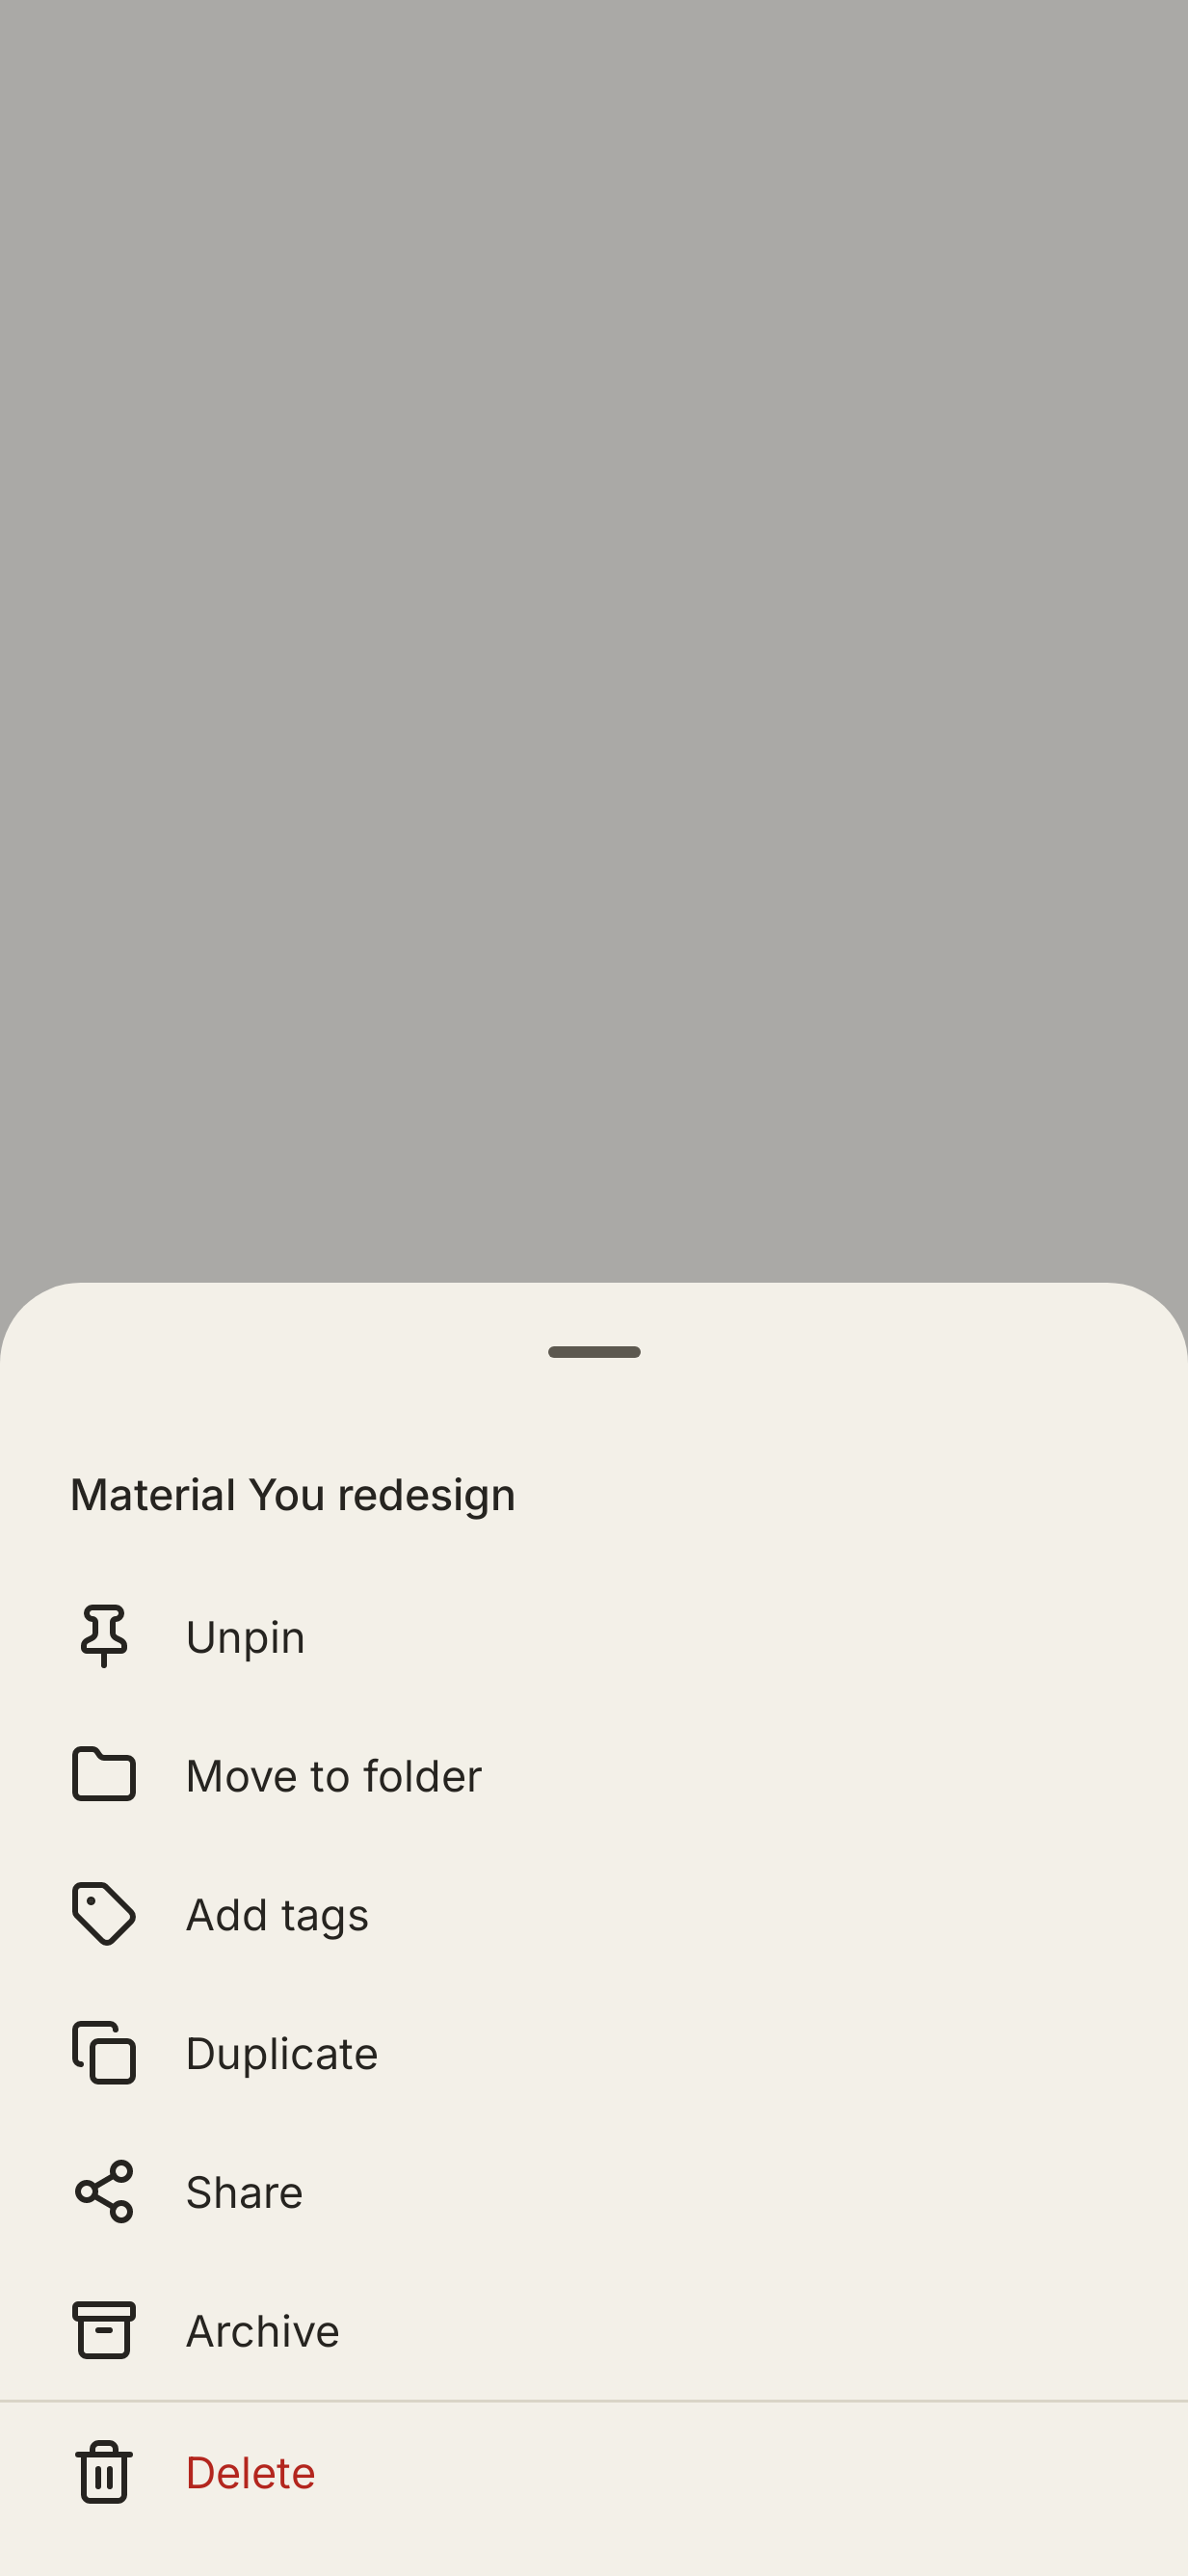 Material You redesign
Unpin
Move to folder
Add tags
Duplicate
Share
Archive
Delete